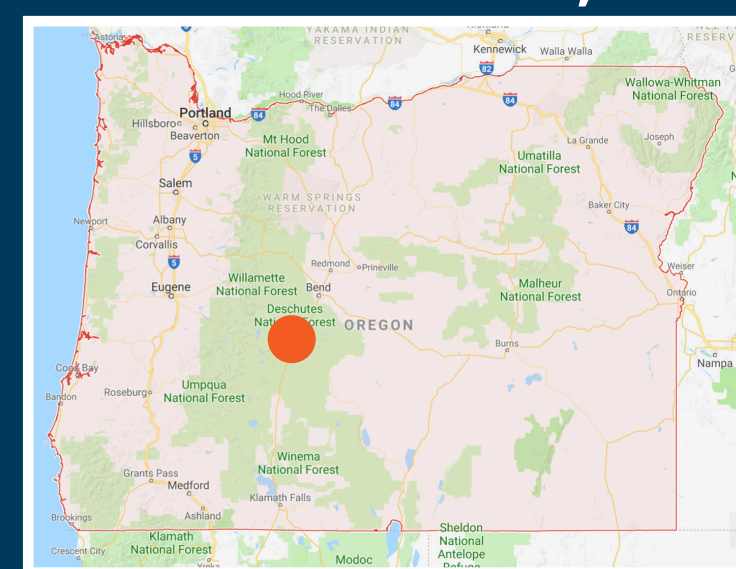 YAKAMA INDIAN
RESERVATION
Astoria
Kennewick
Walla Walla
82
Hood River
The Dalles
84
84
84
Wallowa-Whitman
National Forest
Portland
Hillsboro
Beaverton
5
Mt Hood
National Forest
La Grande
Joseph
Umatilla
National Forest
Salem
WARM SPRINGS
RESERVATION
Baker City
Newport
Albany
84
Corvallis
5
Redmond
Prineville
Weiser
Willamette
National Forest
Bend
Malheur
National Forest
Eugene
Ontario
Deschutes
OREGON
Burns
Nampa
Coos Bay
Umpqua
National Forest
Roseburg
Bandon
Winema
National Forest
Grants Pass
Medford
Klamath Falls
Ashland
Brookings
Sheldon
National
Antelope
Klamath
National Forest
Crescent City
Modoc